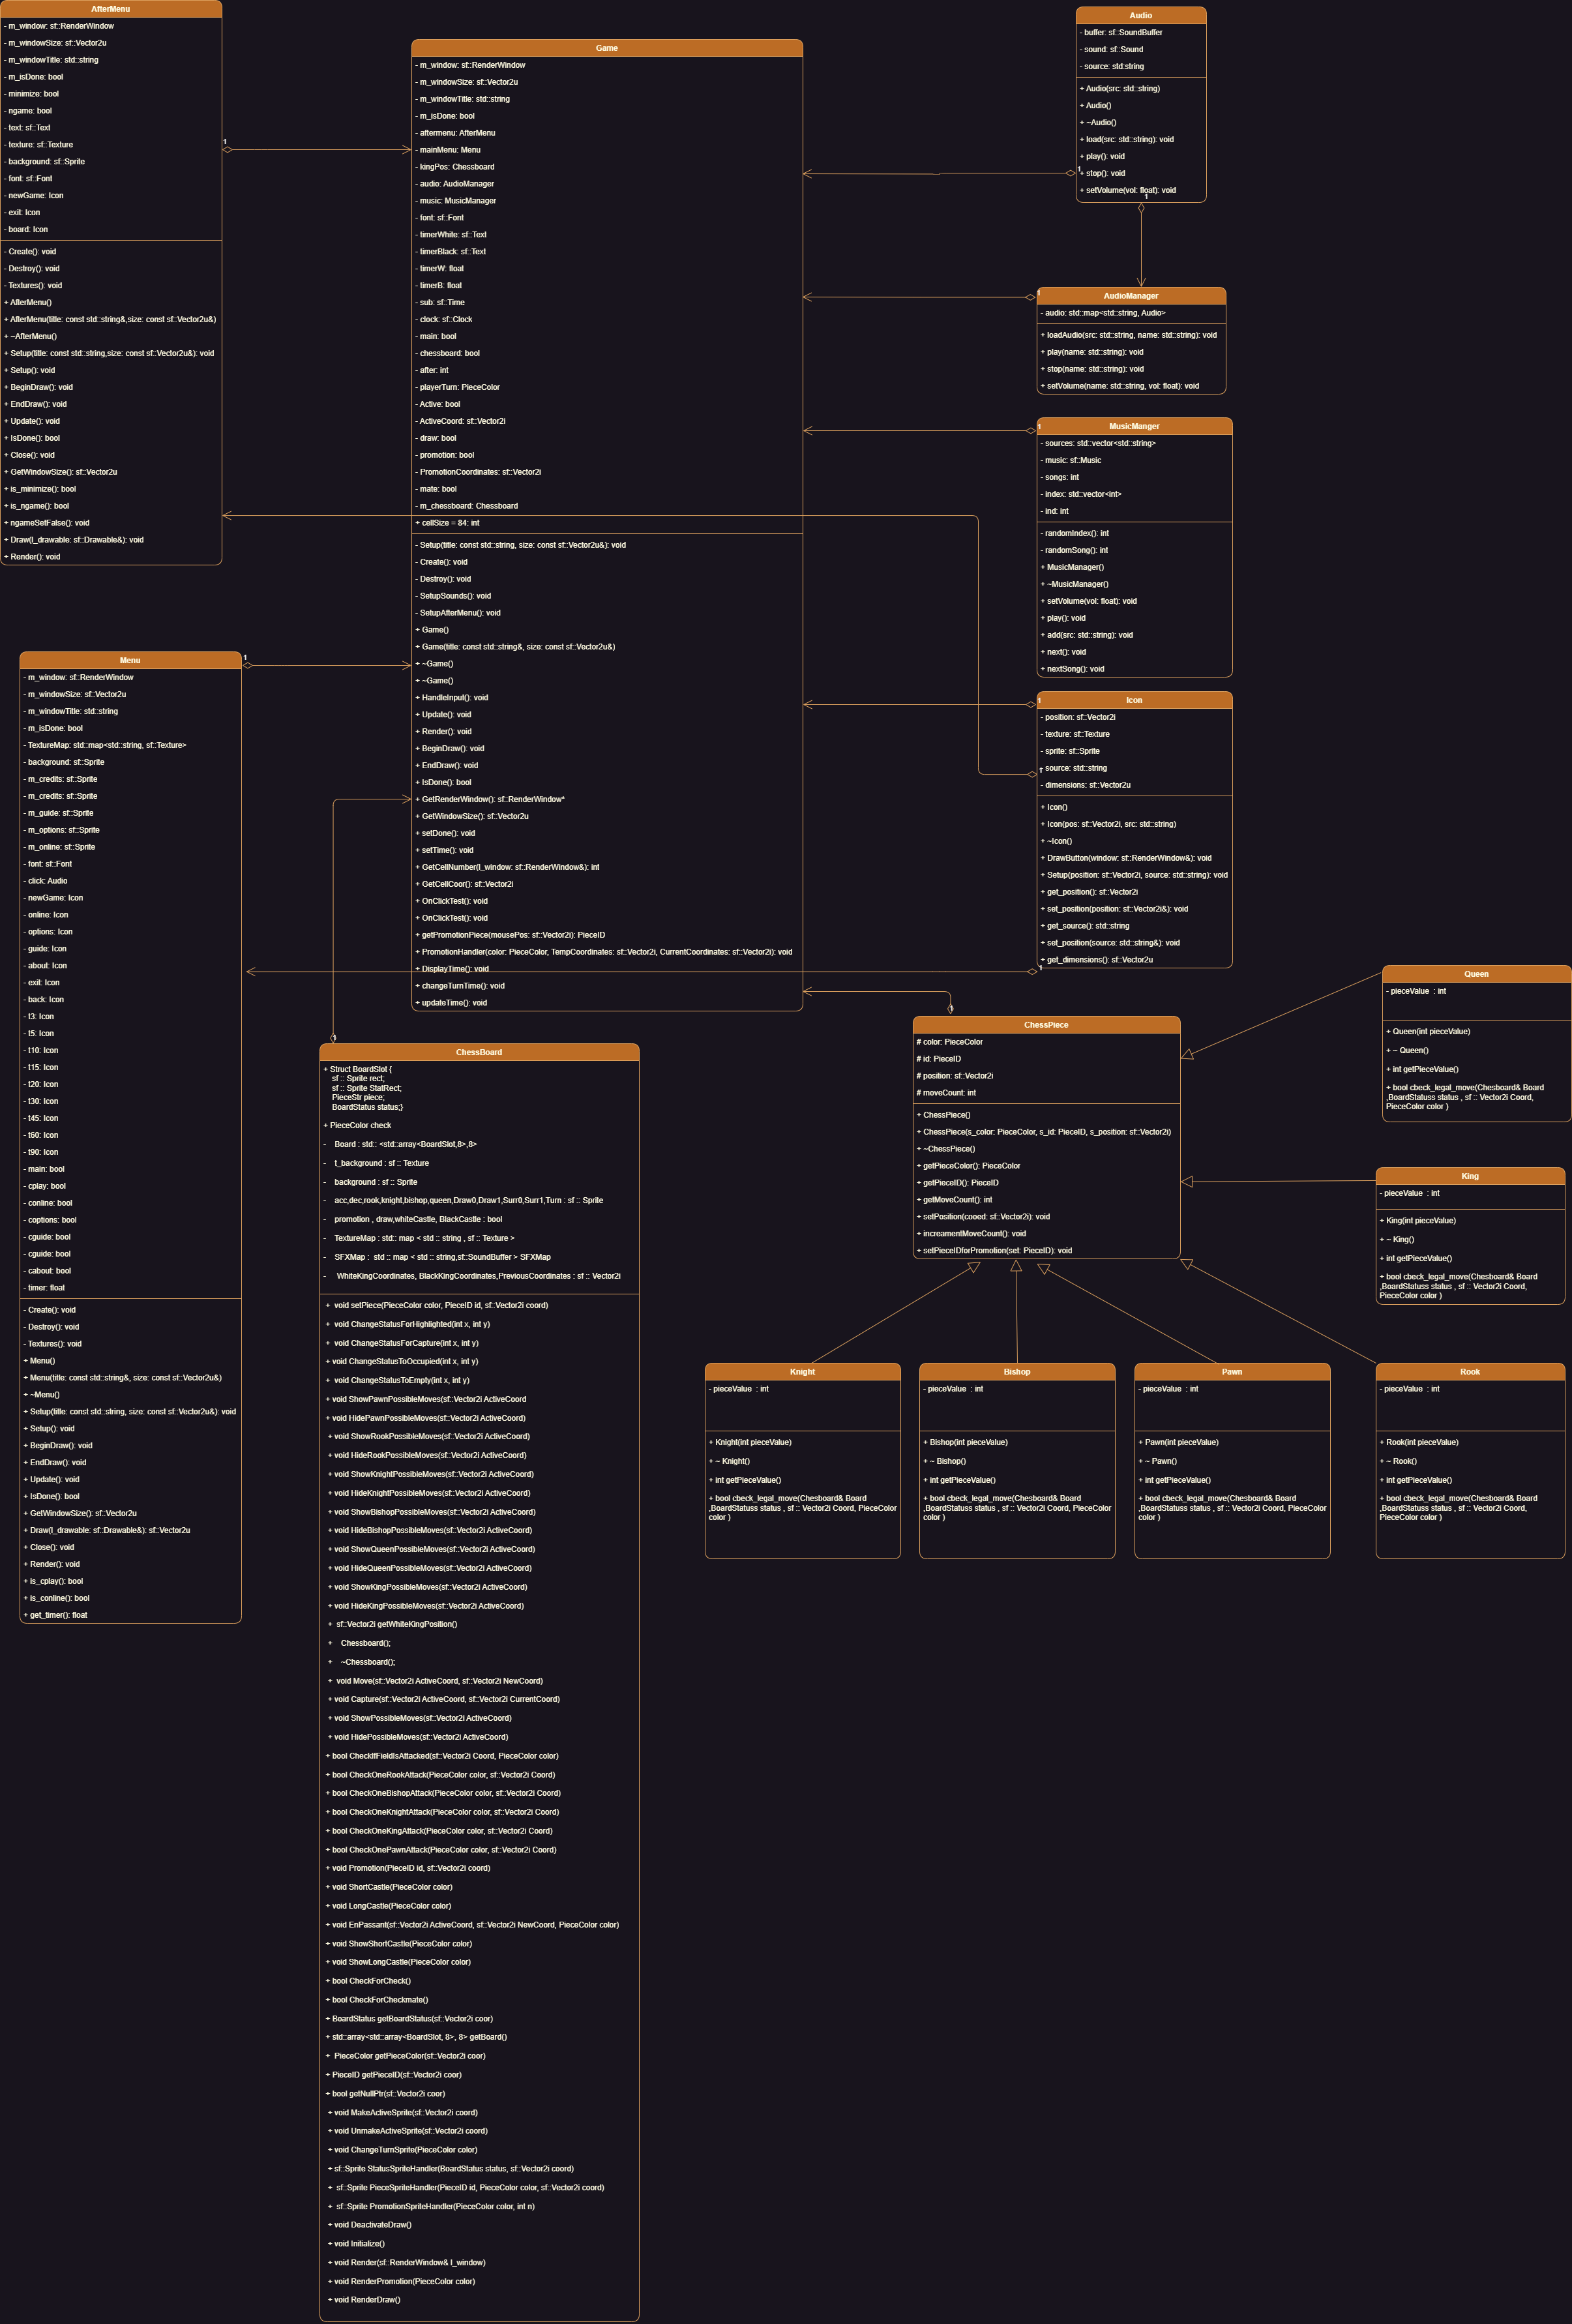 AfterMenu
- m_window: sf::RenderWindow
- m_windowSize: sf::Vector2u
- m_windowTitle: std::string
- m_isDone: bool
- minimize: bool
- ngame: bool
- text: sf::Text
- texture: sf::Texture
- background: sf::Sprite
- font: sf::Font
- newGame: Icon
- exit: Icon
- board: Icon
- Create(): void
- Destroy(): void
- Textures(): void
+ AfterMenu()
+ AfterMenu(title: const std::string&,size: const sf::Vector2u&)
+ ~AfterMenu()
+ Setup(title: const std::string,size: const sf::Vector2u&): void
+ Setup(): void
+ BeginDraw(): void
+ EndDraw(): void
+ Update(): void
+ IsDone(): bool
+ Close(): void
+ GetWindowSize(): sf::Vector2u
+ is_minimize(): bool
+ is_ngame(): bool
+ ngameSetFalse(): void
+ Draw(l_drawable: sf::Drawable&): void
+ Render(): void
1
Game
- m_window: sf::RenderWindow
- m_windowSize: sf::Vector2u
- m_windowTitle: std::string
- m_isDone: bool
- aftermenu: AfterMenu
- mainMenu: Menu
- kingPos: Chessboard
- audio: AudioManager
- music: MusicManager
- font: sf::Font
- timerWhite: sf::Text
- timerBlack: sf::Text
- timerW: float
- timerB: float
- sub: sf::Time
- clock: sf::Clock
- main: bool
- chessboard: bool
- after: int
- playerTurn: PieceColor
- Active: bool
- ActiveCoord: sf::Vector2i
- draw: bool
- promotion: bool
- PromotionCoordinates: sf::Vector2i
- mate: bool
- m_chessboard: Chessboard
+ cellSize = 84: int
- Setup(title: const std::string, size: const sf::Vector2u&): void
- Create(): void
- Destroy(): void
- SetupSounds(): void
- SetupAfterMenu(): void
+ Game()
+ Game(title: const std::string&, size: const sf::Vector2u&)
+ ~Game()
+ ~Game()
+ HandleInput(): void
+ Update(): void
+ Render(): void
+ BeginDraw(): void
+ EndDraw(): void
+ IsDone(): bool
+ GetRenderWindow(): sf::RenderWindow*
+ GetWindowSize(): sf::Vector2u
+ setDone(): void
+ setTime(): void
+ GetCellNumber(l_window: sf::RenderWindow&): int
+ GetCellCoor(): sf::Vector2i
+ OnClickTest(): void
+ OnClickTest(): void
+ getPromotionPiece(mousePos: sf::Vector2i): PieceID
+ PromotionHandler(color: PieceColor, TempCoordinates: sf::Vector2i, CurrentCoordinates: sf::Vector2i): void
+ DisplayTime(): void
+ changeTurnTime(): void
+ updateTime(): void
Audio
- buffer: sf::SoundBuffer
- sound: sf::Sound
- source: std:string
+ Audio(src: std::string)
+ Audio()
+ ~Audio()
+ load(src: std::string): void
+ play(): void
+ stop(): void
+ setVolume(vol: float): void
1
1
AudioManager
- audio: std::map<std::string, Audio>
+ loadAudio(src: std::string, name: std::string): void
+ play(name: std::string): void
+ stop(name: std::string): void
+ setVolume(name: std::string, vol: float): void
1
MusicManger
- sources: std::vector<std::string>
- music: sf::Music
- songs: int
- index: std::vector<int>
- ind: int
- randomIndex(): int
- randomSong(): int
+ MusicManager()
+ ~MusicManager()
+ setVolume(vol: float): void
+ play(): void
+ add(src: std::string): void
+ next(): void
+ nextSong(): void
1
Icon
- position: sf::Vector2i
- texture: sf::Texture
- sprite: sf::Sprite
- source: std::string
- dimensions: sf::Vector2u
+ Icon()
+ Icon(pos: sf::Vector2i, src: std::string)
+ ~Icon()
+ DrawButton(window: sf::RenderWindow&): void
+ Setup(position: sf::Vector2i, source: std::string): void
+ get_position(): sf::Vector2i
+ set_position(position: sf::Vector2i&): void
+ get_source(): std::string
+ set_position(source: std::string&): void
+ get_dimensions(): sf::Vector2u
1
1
1
Menu
- m_window: sf::RenderWindow
- m_windowSize: sf::Vector2u
- m_windowTitle: std::string
- m_isDone: bool
- TextureMap: std::map<std::string, sf::Texture>
- background: sf::Sprite
- m_credits: sf::Sprite
- m_credits: sf::Sprite
- m_guide: sf::Sprite
- m_options: sf::Sprite
- m_online: sf::Sprite
- font: sf::Font
- click: Audio
- newGame: Icon
- online: Icon
- options: Icon
- guide: Icon
- about: Icon
- exit: Icon
- back: Icon
- t3: Icon
- t5: Icon
- t10: Icon
- t15: Icon
- t20: Icon
- t30: Icon
- t45: Icon
- t60: Icon
- t90: Icon
- main: bool
- cplay: bool
- conline: bool
- coptions: bool
- cguide: bool
- cguide: bool
- cabout: bool
- timer: float
- Create(): void
- Destroy(): void
- Textures(): void
+ Menu()
+ Menu(title: const std::string&, size: const sf::Vector2u&)
+ ~Menu()
+ Setup(title: const std::string, size: const sf::Vector2u&): void
+ Setup(): void
+ BeginDraw(): void
+ EndDraw(): void
+ Update(): void
+ IsDone(): bool
+ GetWindowSize(): sf::Vector2u
+ Draw(l_drawable: sf::Drawable&): sf::Vector2u
+ Close(): void
+ Render(): void
+ is_cplay(): bool
+ is_conline(): bool
+ get_timer(): float
1
ChessBoard
+ Struct BoardSlot {
sf :: Sprite rect;
sf :: Sprite StatRect;
PieceStr piece;
BoardStatus status;}
+ PieceColor check
- Board : std:: <std::array<BoardSlot,8>,8>
- t_background : sf :: Texture
- background : sf :: Sprite
- acc,dec,rook,knight,bishop,queen,Draw0,Draw1,Surr0,Surr1,Turn : sf :: Sprite
- promotion , draw,whiteCastle, BlackCastle : bool
- TextureMap : std:: map < std :: string , sf :: Texture >
- SFXMap : std :: map < std :: string,sf::SoundBuffer > SFXMap
- WhiteKingCoordinates, BlackKingCoordinates,PreviousCoordinates : sf :: Vector2i
+ void setPiece(PieceColor color, PieceID id, sf::Vector2i coord)
+ void ChangeStatusForHighlighted(int x, int y)
+ void ChangeStatusForCapture(int x, int y)
+ void ChangeStatusToOccupied(int x, int y)
+ void ChangeStatusToEmpty(int x, int y)
+ void ShowPawnPossibleMoves(sf::Vector2i ActiveCoord
+ void HidePawnPossibleMoves(sf::Vector2i ActiveCoord)
+ void ShowRookPossibleMoves(sf::Vector2i ActiveCoord)
+ void HideRookPossibleMoves(sf::Vector2i ActiveCoord)
+ void ShowKnightPossibleMoves(sf::Vector2i ActiveCoord)
+ void HideKnightPossibleMoves(sf::Vector2i ActiveCoord)
+ void ShowBishopPossibleMoves(sf::Vector2i ActiveCoord)
+ void HideBishopPossibleMoves(sf::Vector2i ActiveCoord)
+ void ShowQueenPossibleMoves(sf::Vector2i ActiveCoord)
+ void HideQueenPossibleMoves(sf::Vector2i ActiveCoord)
+ void ShowKingPossibleMoves(sf::Vector2i ActiveCoord)
+ void HideKingPossibleMoves(sf::Vector2i ActiveCoord)
+ sf::Vector2i getWhiteKingPosition()
+ Chessboard();
+ ~Chessboard();
+ void Move(sf::Vector2i ActiveCoord, sf::Vector2i NewCoord)
+ void Capture(sf::Vector2i ActiveCoord, sf::Vector2i CurrentCoord)
+ void ShowPossibleMoves(sf::Vector2i ActiveCoord)
+ void HidePossibleMoves(sf::Vector2i ActiveCoord)
+ bool CheckIfFieldIsAttacked(sf::Vector2i Coord, PieceColor color)
+ bool CheckOneRookAttack(PieceColor color, sf::Vector2i Coord)
+ bool CheckOneBishopAttack(PieceColor color, sf::Vector2i Coord)
+ bool CheckOneKnightAttack(PieceColor color, sf::Vector2i Coord)
+ bool CheckOneKingAttack(PieceColor color, sf::Vector2i Coord)
+ bool CheckOnePawnAttack(PieceColor color, sf::Vector2i Coord)
+ void Promotion(PieceID id, sf::Vector2i coord)
+ void ShortCastle(PieceColor color)
+ void LongCastle(PieceColor color)
+ void EnPassant(sf::Vector2i ActiveCoord, sf::Vector2i NewCoord, PieceColor color)
+ void ShowShortCastle(PieceColor color)
+ void ShowLongCastle(PieceColor color)
+ bool CheckForCheck()
+ bool CheckForCheckmate()
+ BoardStatus getBoardStatus(sf::Vector2i coor)
+ std::array<std::array<BoardSlot, 8>, 8> getBoard()
+ PieceColor getPieceColor(sf::Vector2i coor)
+ PieceID getPieceID(sf::Vector2i coor)
+ bool getNullPtr(sf::Vector2i coor)
+ void MakeActiveSprite(sf::Vector2i coord)
+ void UnmakeActiveSprite(sf::Vector2i coord)
+ void ChangeTurnSprite(PieceColor color)
+ sf::Sprite StatusSpriteHandler(BoardStatus status, sf::Vector2i coord)
+ sf::Sprite PieceSpriteHandler(PieceID id, PieceColor color, sf::Vector2i coord)
+ sf::Sprite PromotionSpriteHandler(PieceColor color, int n)
+ void DeactivateDraw()
+ void Initialize()
+ void Render(sf::RenderWindow& l_window)
+ void RenderPromotion(PieceColor color)
+ void RenderDraw()
1
ChessPiece
# color: PieceColor
# id: PieceID
# position: sf::Vector2i
# moveCount: int
+ ChessPiece()
+ ChessPiece(s_color: PieceColor, s_id: PieceID, s_position: sf::Vector2i)
+ ~ChessPiece()
+ getPieceColor(): PieceColor
+ getPieceID(): PieceID
+ getMoveCount(): int
+ setPosition(cooed: sf::Vector2i): void
+ increamentMoveCount(): void
+ setPieceIDforPromotion(set: PieceID): void
1
Queen
- pieceValue : int
+ Queen(int pieceValue)
+ ~ Queen()
+ int getPieceValue()
+ bool cbeck_legal_move(Chesboard& Board
,BoardStatuss status , sf :: Vector2i Coord,
PieceColor color )
King
- pieceValue : int
+ King(int pieceValue)
+ ~ King()
+ int getPieceValue()
+ bool cbeck_legal_move(Chesboard& Board
,BoardStatuss status , sf :: Vector2i Coord,
PieceColor color )
Knight
- pieceValue : int
+ Knight(int pieceValue)
+ ~ Knight()
+ int getPieceValue()
+ bool cbeck_legal_move(Chesboard& Board
,BoardStatuss status , sf :: Vector2i Coord, PieceColor
color )
Bishop
- pieceValue : int
+ Bishop(int pieceValue)
+ ~ Bishop()
+ int getPieceValue()
+ bool cbeck_legal_move(Chesboard& Board
,BoardStatuss status , sf :: Vector2i Coord, PieceColor
color )
Pawn
- pieceValue : int
+ Pawn(int pieceValue)
+ ~ Pawn()
+ int getPieceValue()
+ bool cbeck_legal_move(Chesboard& Board
,BoardStatuss status , sf :: Vector2i Coord, PieceColor
color )
Rook
- pieceValue : int
+ Rook(int pieceValue)
+ ~ Rook()
+ int getPieceValue()
+ bool cbeck_legal_move(Chesboard& Board
,BoardStatuss status , sf :: Vector2i Coord,
PieceColor color )